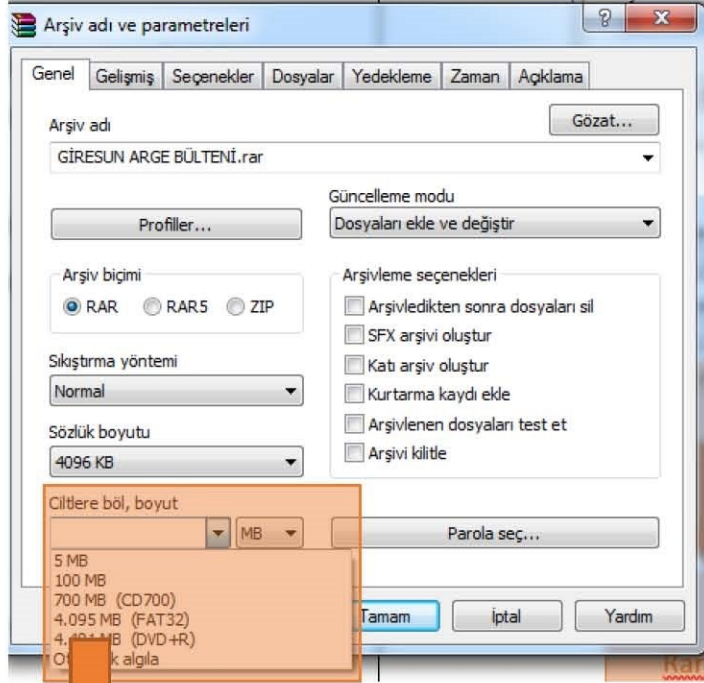 Arşiv adı ve parametreleri
Genel Gelişmiş Seçenekler Dosyalar Yedekleme Zaman Açıklama
Arşiv adı
Gözat...
GİRESUN ARGE BÜLTENİ.rar
Güncelleme modu
Profiller...
Dosyaları ekle ve değiştir
Arşiv biçimi
RAR RAR5 ZIP
Arşivleme seçenekleri
Arşivledikten sonra dosyaları sil
SFX arşivi oluştur
Katı arşiv oluştur
Kurtarma kaydı ekle
Arşivlenen dosyaları test et
Arşivi kilitle
Sıkıştırma yöntemi
Normal
Sözlük boyutu
4096 KB
Ciltlere böl, boyut
MB
Parola seç...
5 MB
100 MB
700 MB (CD700)
4.095 MB (FAT32)
MB (DVD+R)
algıla
Tamam İptal Yardım
Rar